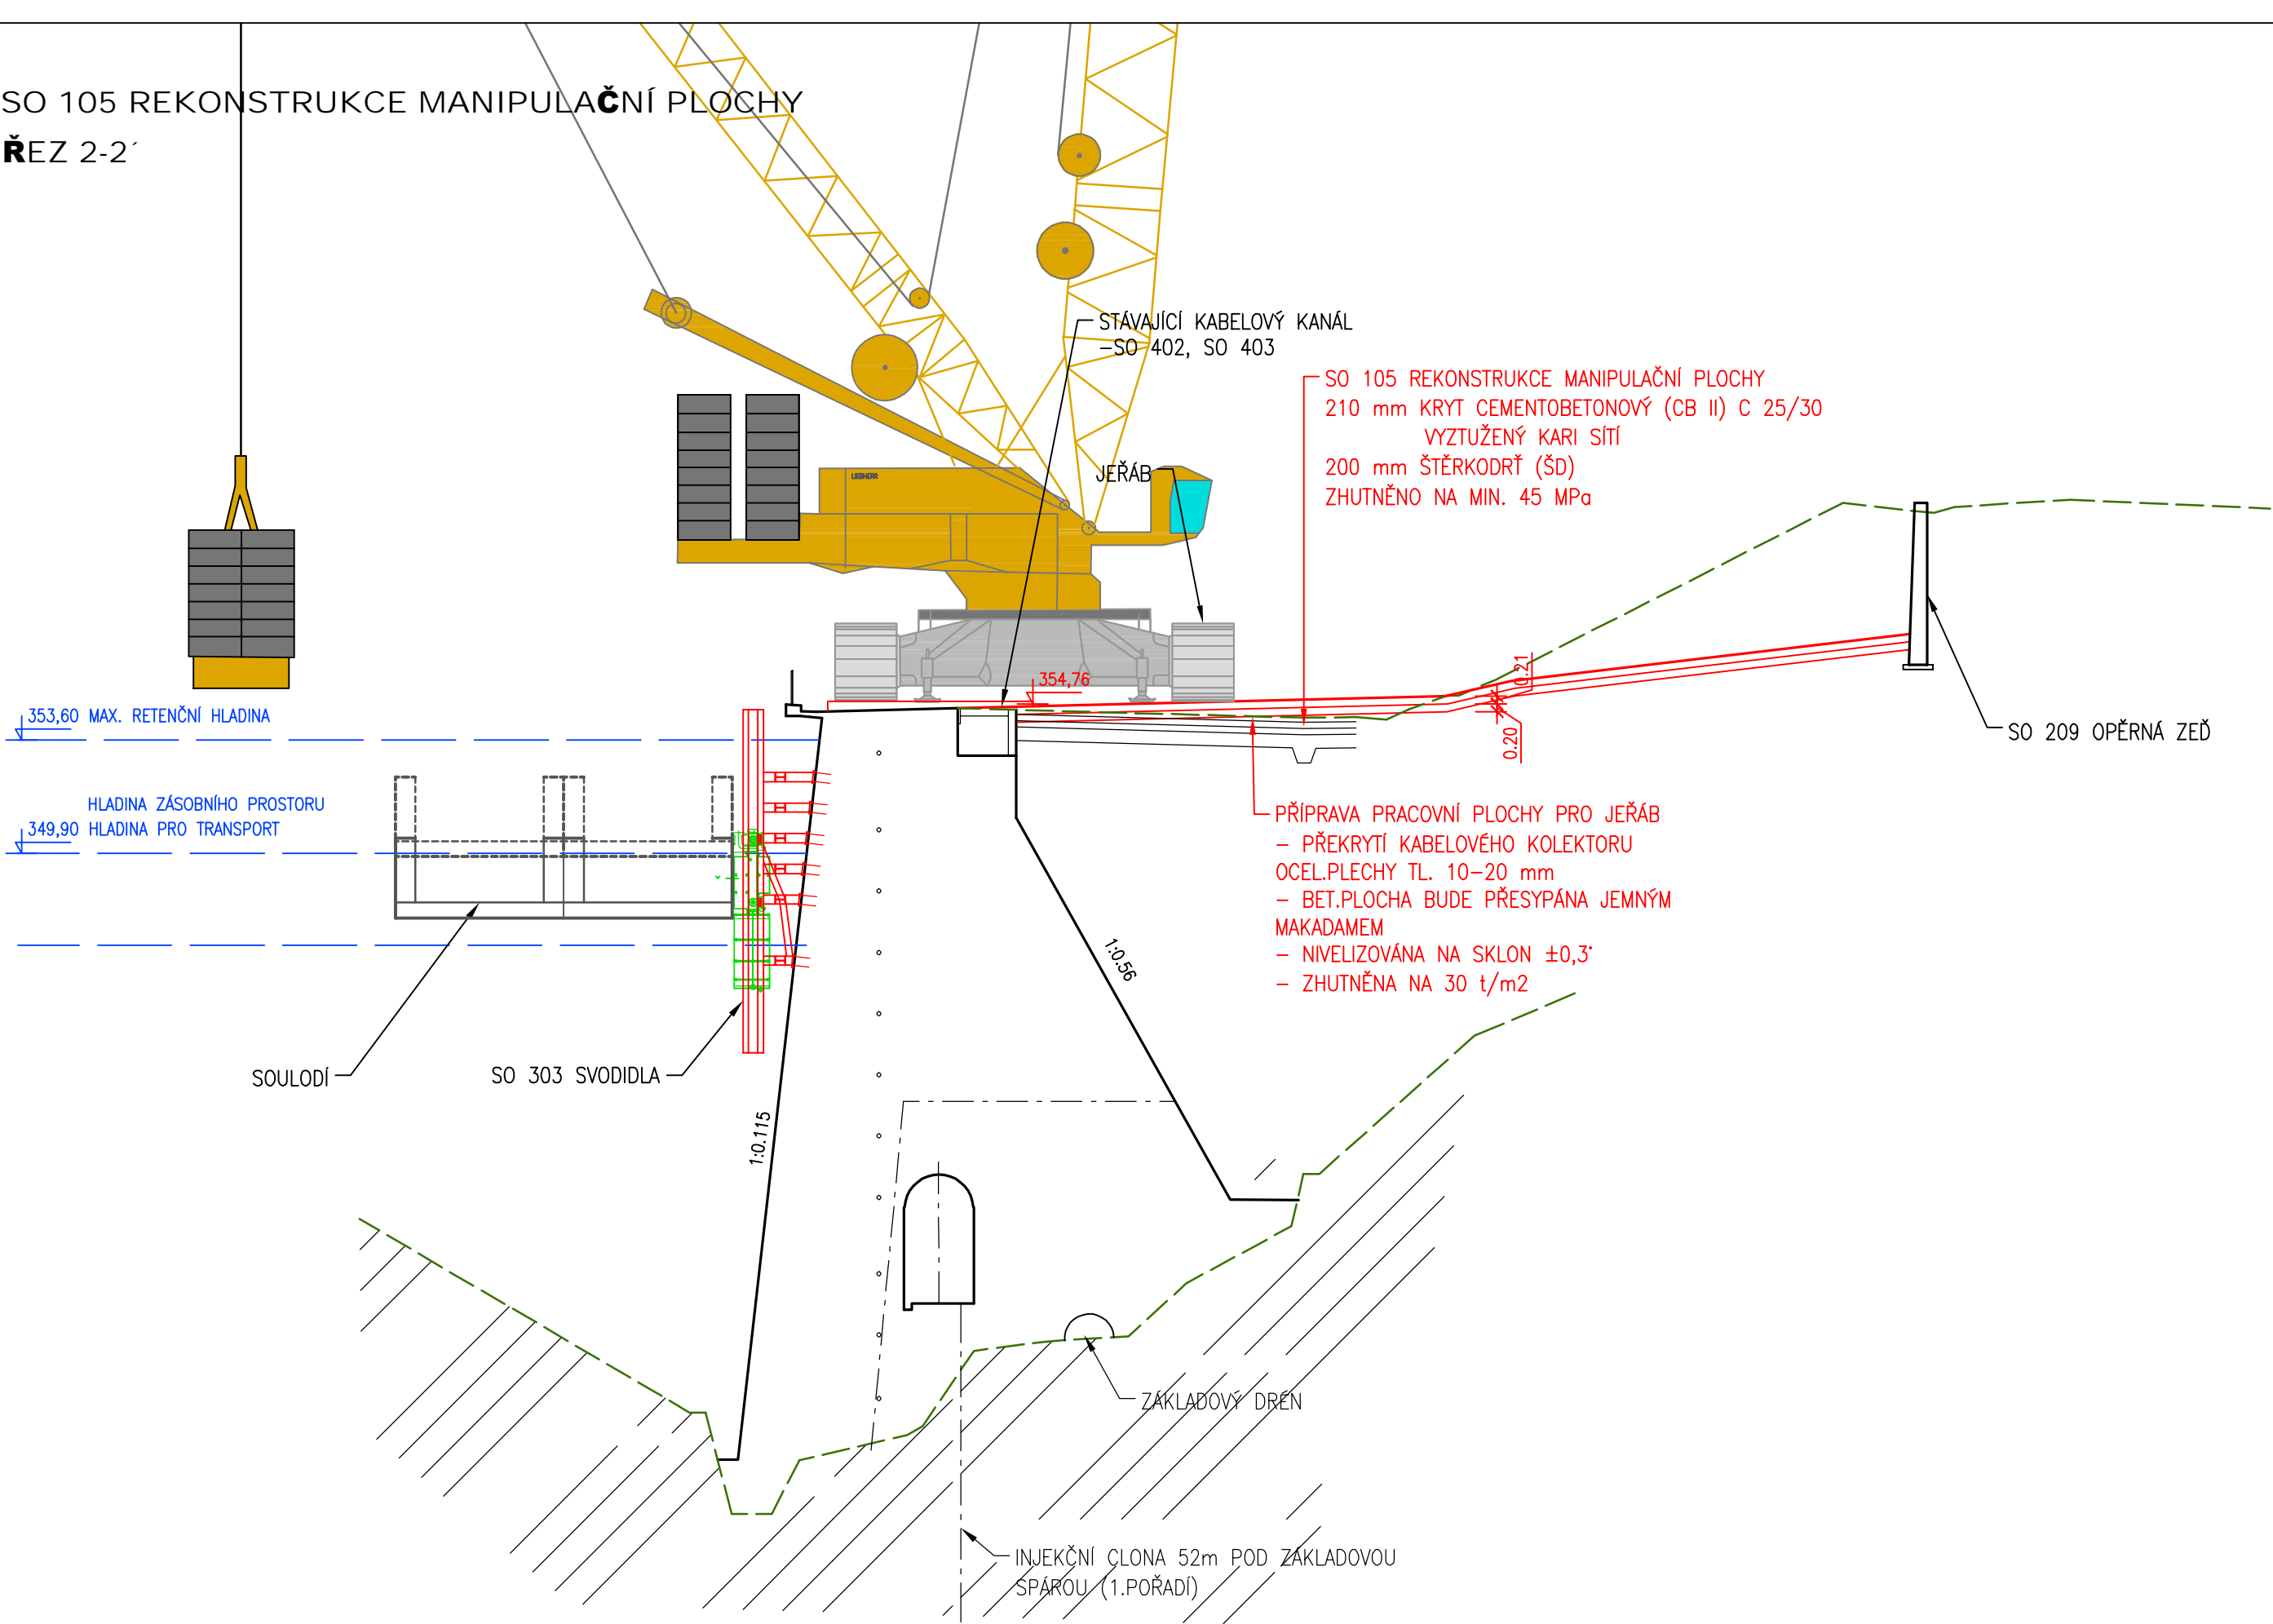 SO 105 REKONSTRUKCE MANIPULAČNÍ PLOCHY
ŘEZ 2-2´
STÁVAJÍCÍ KABELOVÝ KANÁL
-SO 402, SO 403
SO 105 REKONSTRUKCE MANIPULAČNÍ PLOCHY
210 mm KRYT CEMENTOBETONOVÝ (CB II) C 25/30
VYZTUŽENÝ KARI SÍTÍ
200 mm ŠTĚRKODRŤ (ŠD)
ZHUTNĚNO NA MIN. 45 MPa
JEŘÁB
LIEBHERR
354,76
0.21
0.20
353,60 MAX. RETENČNÍ HLADINA
SO 209 OPĚRNÁ ZEĎ
HLADINA ZÁSOBNÍHO PROSTORU
349,90 HLADINA PRO TRANSPORT
PŘÍPRAVA PRACOVNÍ PLOCHY PRO JEŘÁB
- PŘEKRYTÍ KABELOVÉHO KOLEKTORU
OCEL.PLECHY TL. 10-20 mm
- BET.PLOCHA BUDE PŘESYPÁNA JEMNÝM
MAKADAMEM
- NIVELIZOVÁNA NA SKLON ±0,3°
- ZHUTNĚNA NA 30 t/m2
1:0.56
SOULODÍ
SO 303 SVODIDLA
1:0.115
ZÁKLADOVÝ DRÉN
INJEKČNÍ CLONA 52m POD ZÁKLADOVOU
SPÁROU (1.POŘADÍ)